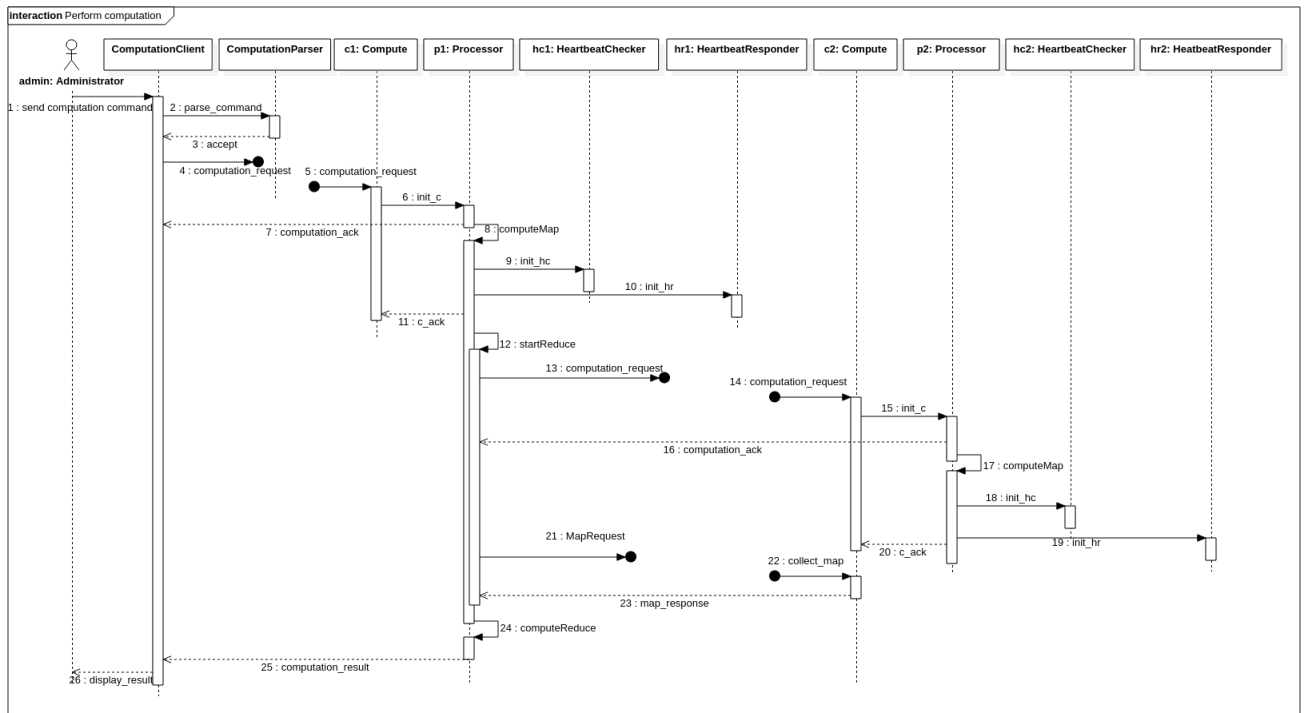 interaction Perform computation
ComputationClient
ComputationParser
c1: Compute
p1: Processor
hc1: HeartbeatChecker
hr1: HeartbeatResponder
c2: Compute
p2: Processor
hc2: HeartbeatChecker
hr2: HeatbeatResponder
admin: Administrator
1 : send computation command
2 : parse_command
3 : accept
4 : computation_request
5 : computation_request
6 : init_c
7 : computation_ack
8 : computeMap
9 : init_hc
10 : init_hr
11 : c_ack
12 : startReduce
13 : computation_request
14 : computation_request
15 : init_c
16 : computation_ack
17 : computeMap
18 : init_hc
19 : init_hr
20 : c_ack
21 : MapRequest
22 : collect_map
23 : map_response
24 : computeReduce
25 : computation_result
26 : display_result